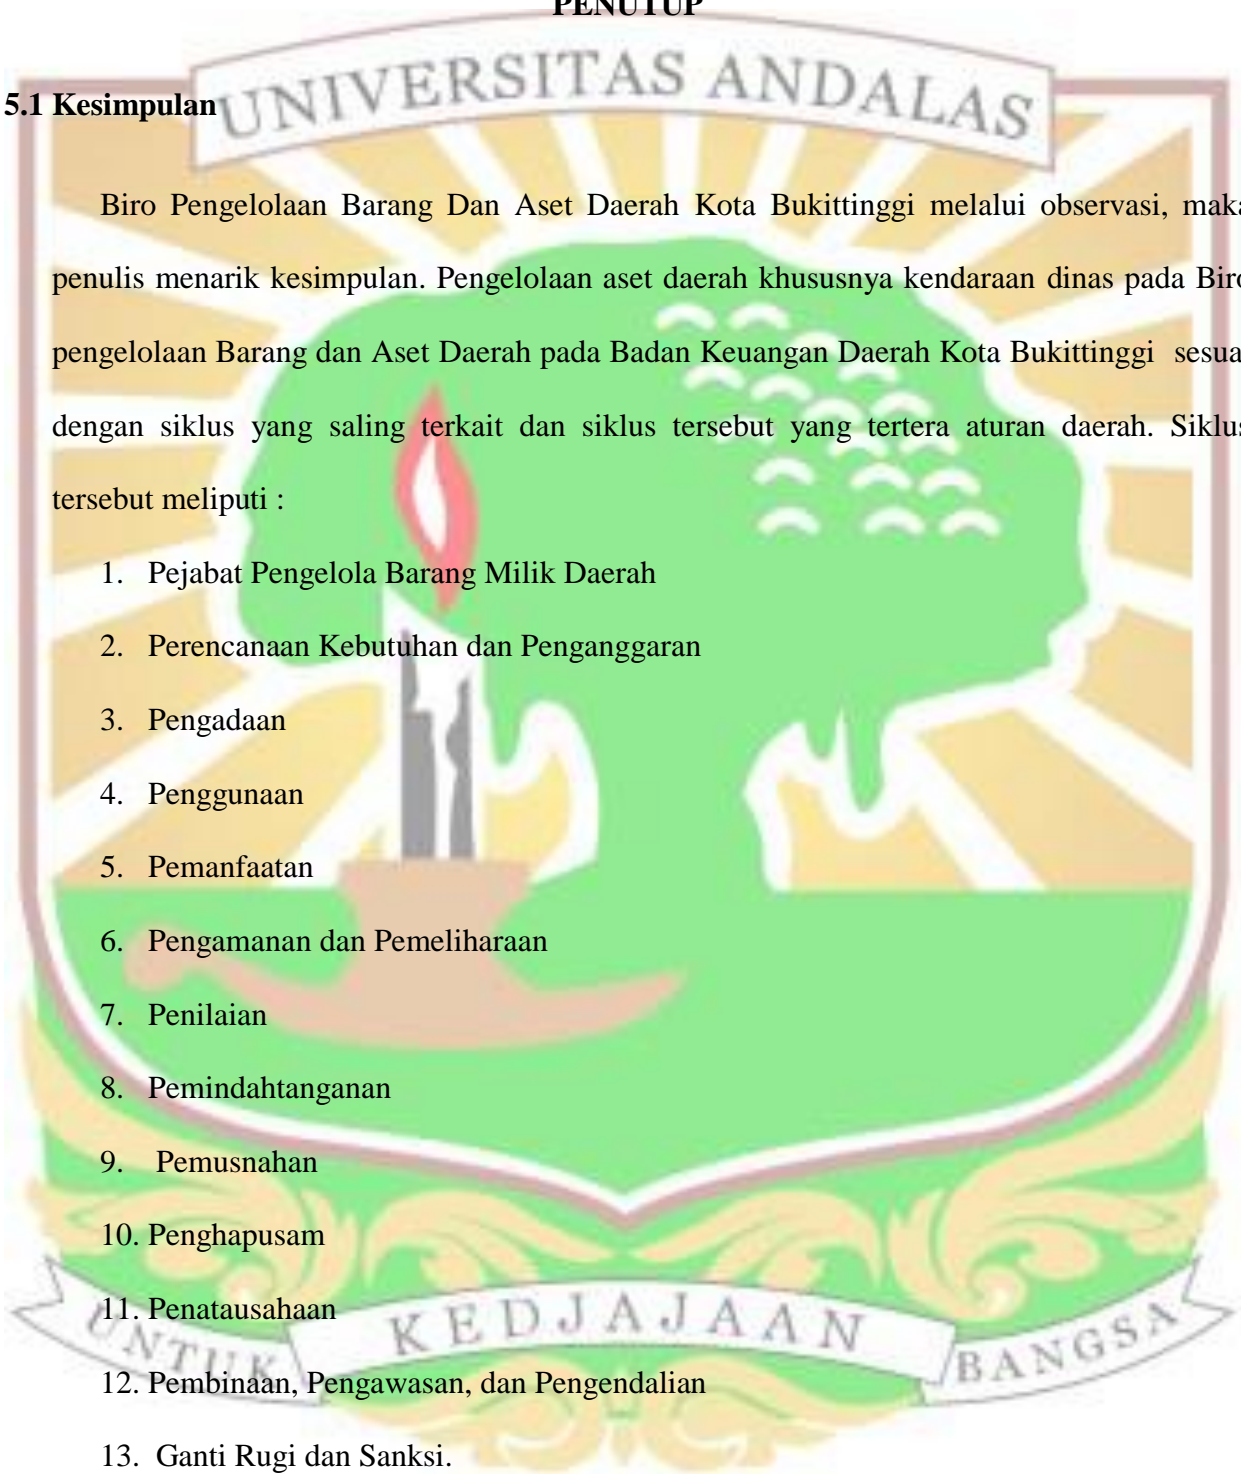 PENUTUP
UNIVERSITAS ANDALAS
5.1 Kesimpulan
Biro Pengelolaan Barang Dan Aset Daerah Kota Bukittinggi melalui observasi, maka
penulis menarik kesimpulan. Pengelolaan aset daerah khususnya kendaraan dinas pada Biro
pengelolaan Barang dan Aset Daerah pada Badan Keuangan Daerah Kota Bukittinggi sesuai
dengan siklus yang saling terkait dan siklus tersebut yang tertera aturan daerah. Siklus
tersebut meliputi :
1. Pejabat Pengelola Barang Milik Daerah
2. Perencanaan Kebutuhan dan Penganggaran
3. Pengadaan
4. Penggunaan
5. Pemanfaatan
6. Pengamanan dan Pemeliharaan
7. Penilaian
8. Pemindahtanganan
9. Pemusnahan
10. Penghapusam
11. Penatausahaan
UNTUK KEDJAJAAN BANGSA
12. Pembinaan, Pengawasan, dan Pengendalian
13. Ganti Rugi dan Sanksi.